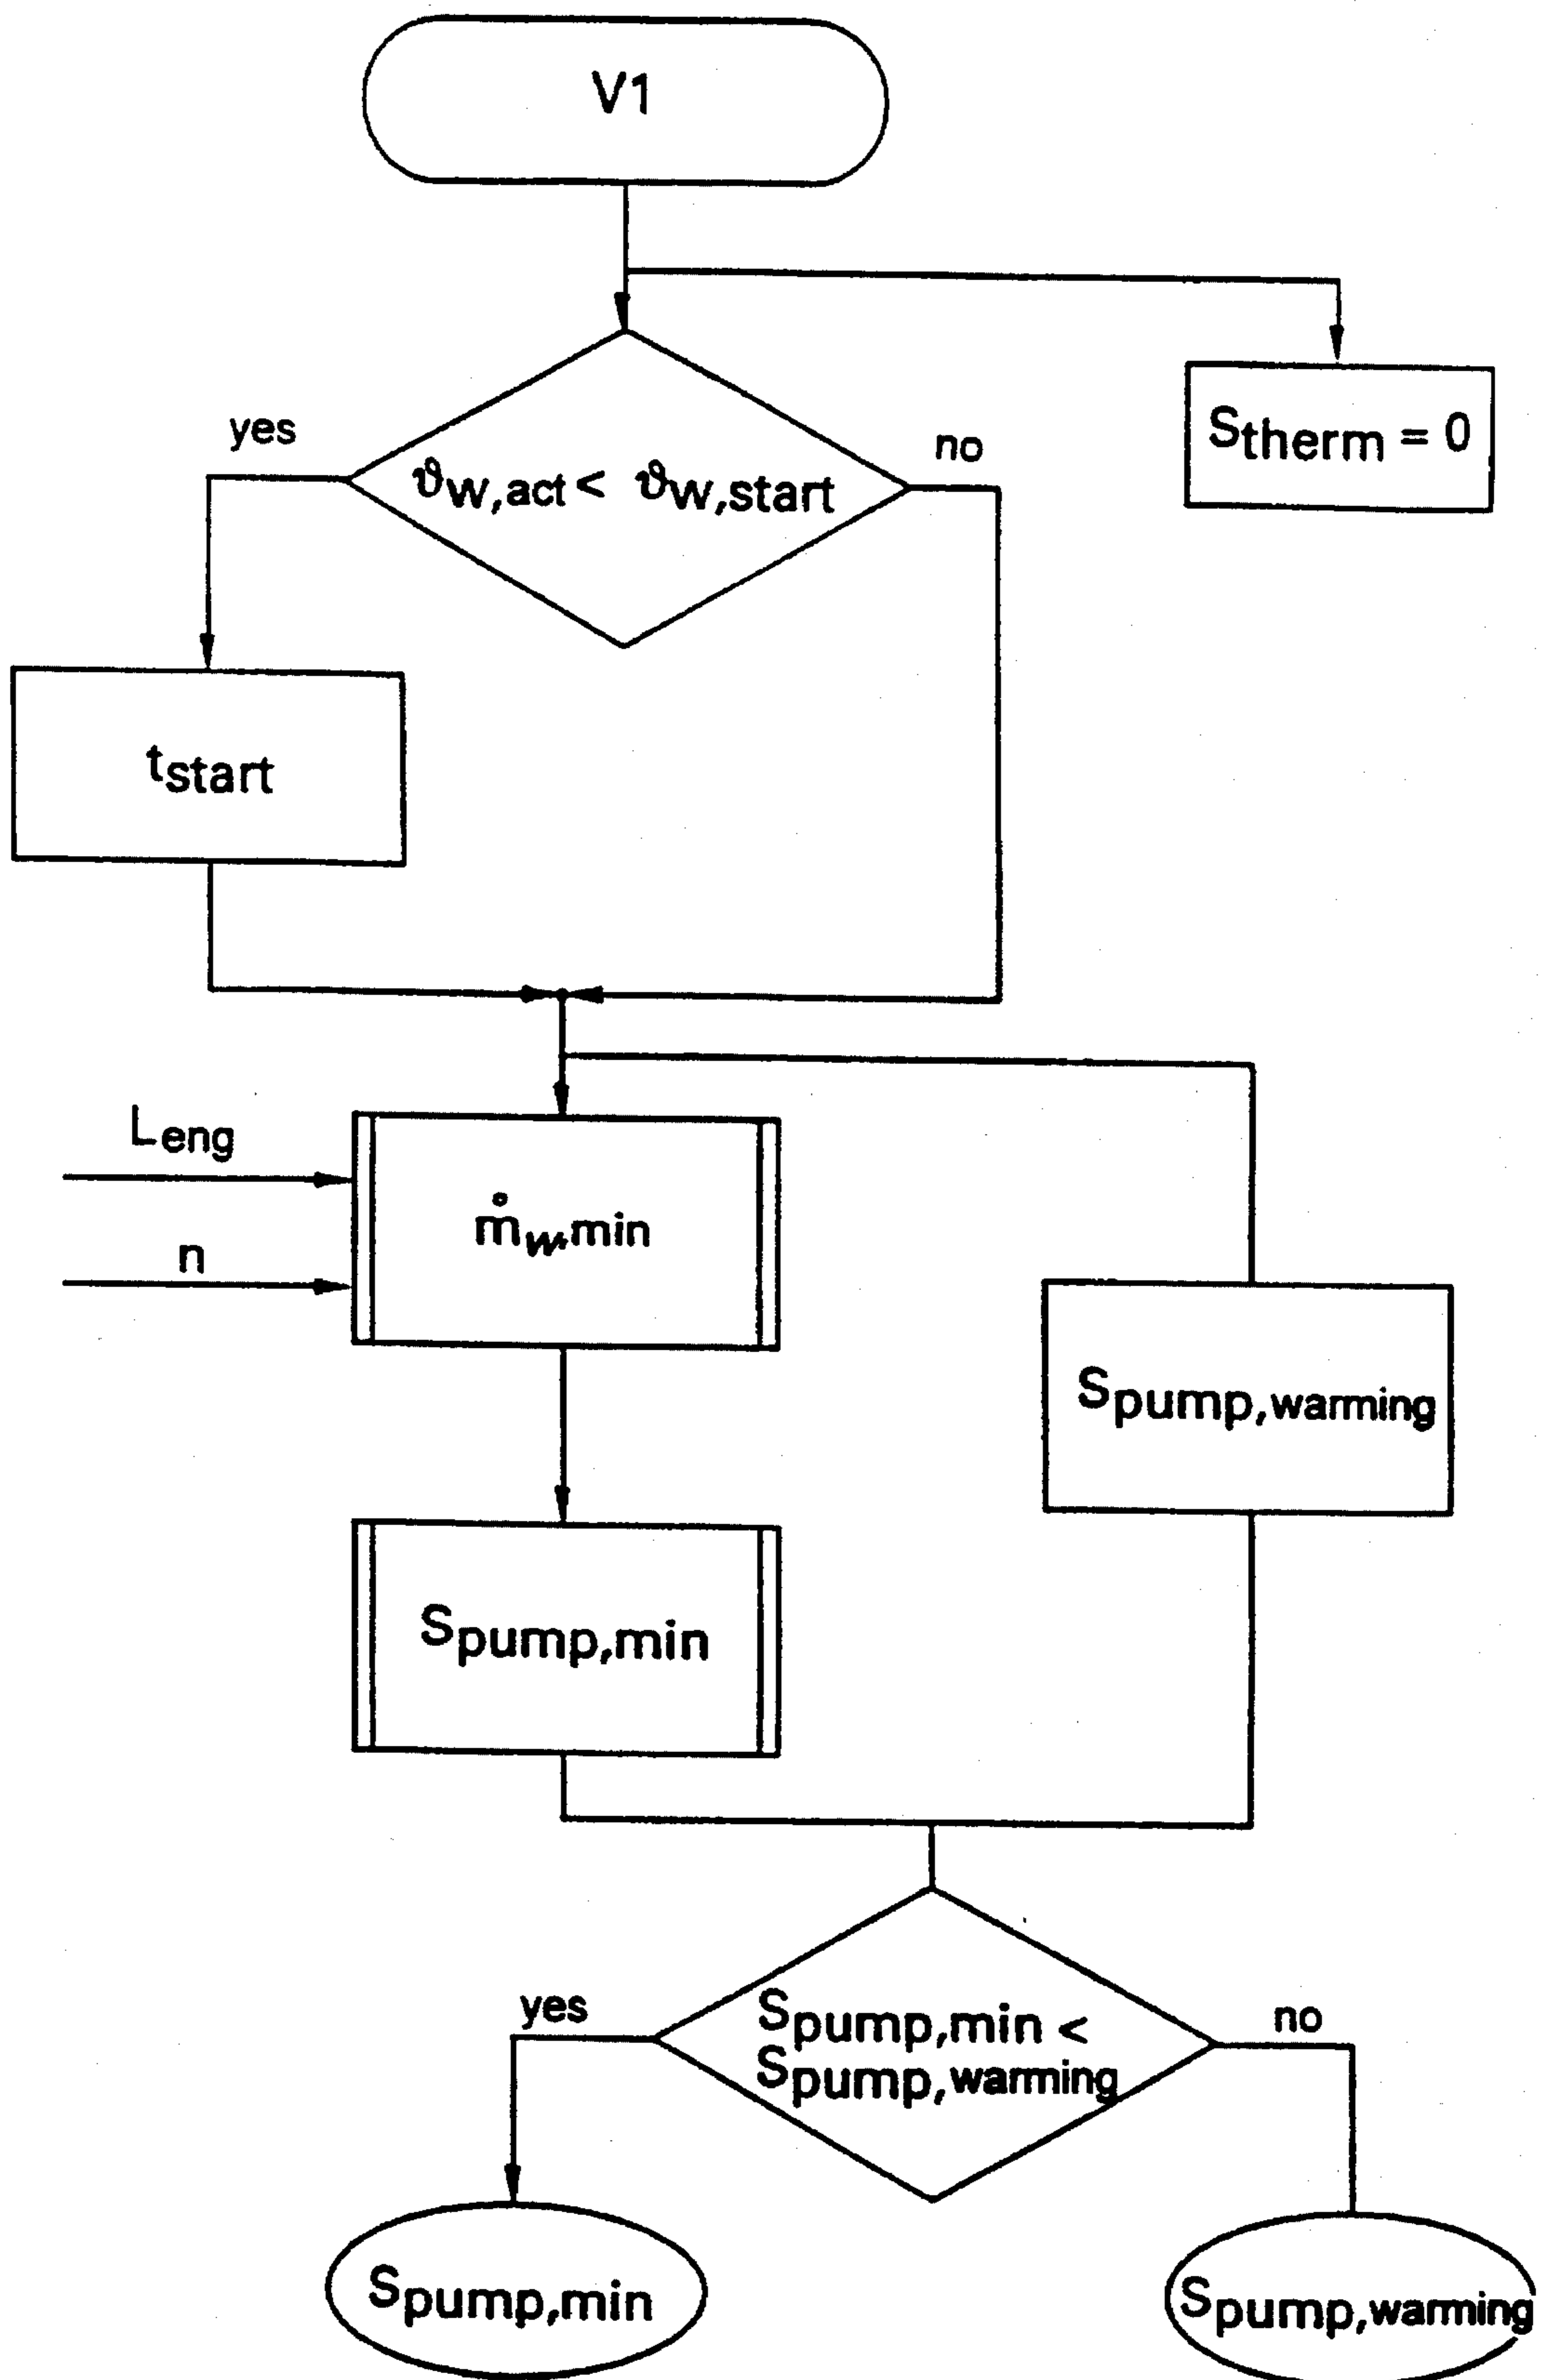 V1
yes
no
Stherm = 0
ϑw,act < ϑw,start
tstart
Leng
ṁw,min
n
Spump,warming
Spump,min
yes
no
Spump,min <
Spump,warming
Spump,min
Spump,warming